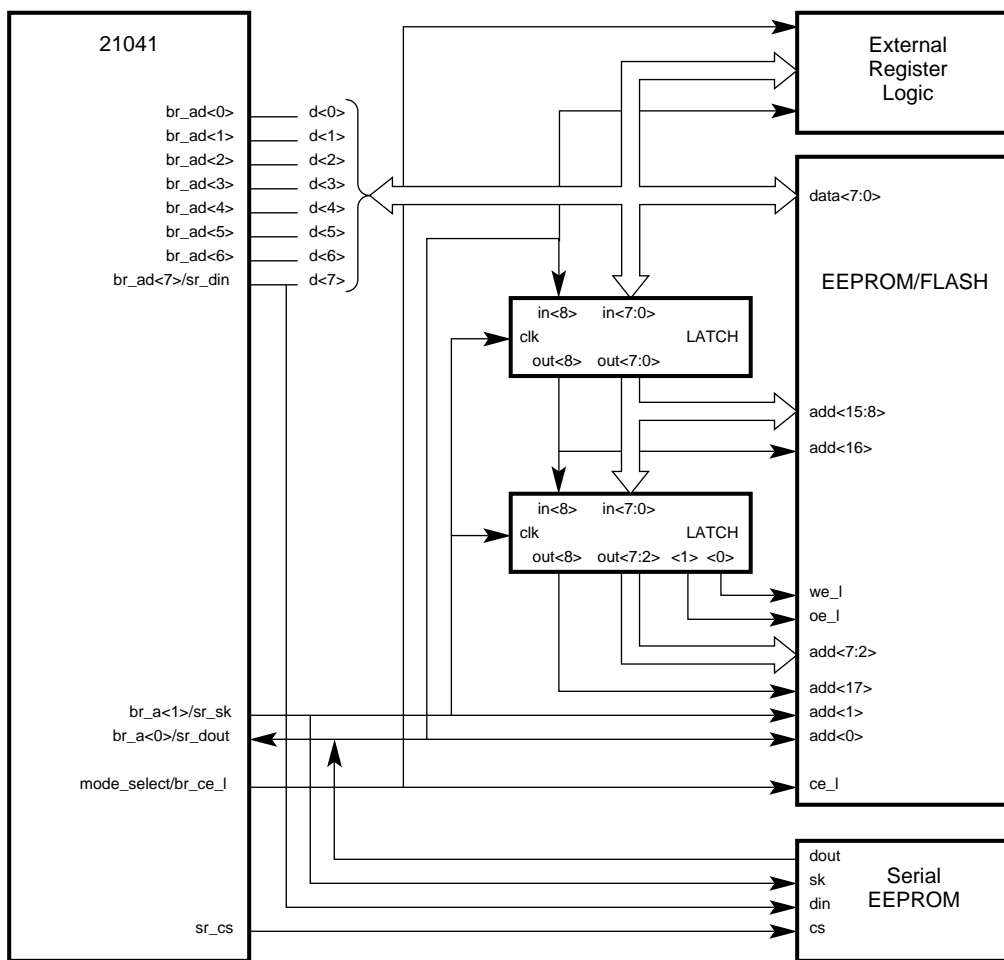 21041
External
Register
Logic
br_ad<0> d<0>
br_ad<1> d<1>
br_ad<2> d<2>
br_ad<3> d<3>
br_ad<4> d<4>
br_ad<5> d<5>
br_ad<6> d<6>
br_ad<7>/sr_din d<7>
data<7:0>
EEPROM/FLASH
in<8> in<7:0>
clk LATCH
out<8> out<7:0>
add<15:8>
add<16>
in<8> in<7:0>
clk LATCH
out<8> out<7:2> <1> <0>
we_l
oe_l
add<7:2>
add<17>
br_a<1>/sr_sk add<1>
br_a<0>/sr_dout add<0>
mode_select/br_ce_l ce_l
dout
sk
din
cs
Serial
EEPROM
sr_cs